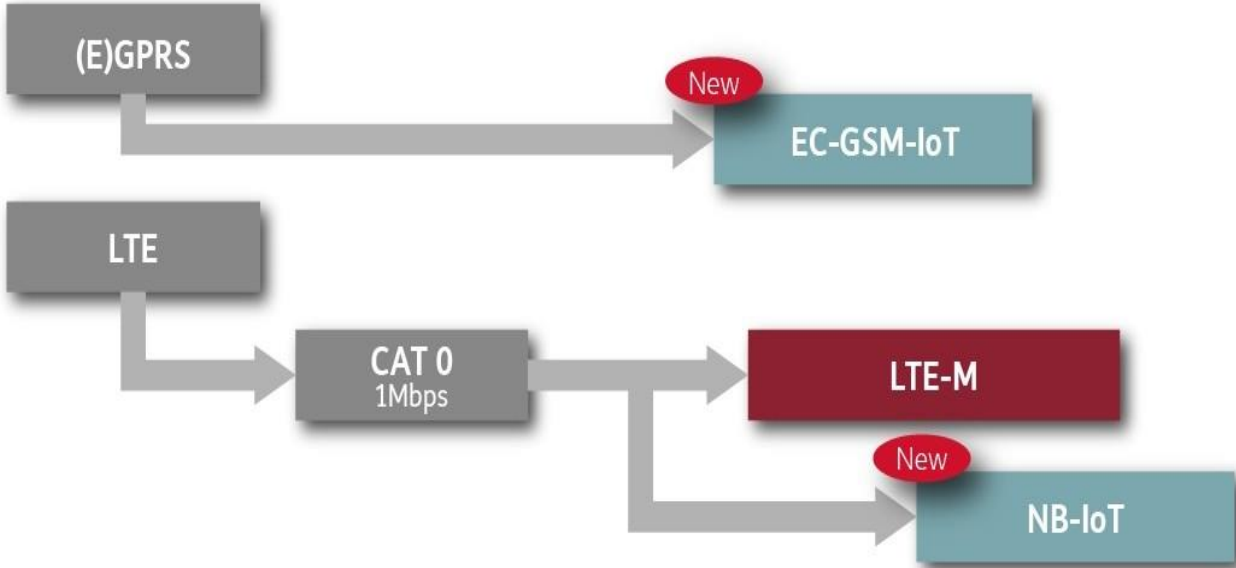 (E)GPRS
New
EC-GSM-IoT
LTE
CAT 0
1Mbps
LTE-M
New
NB-IoT